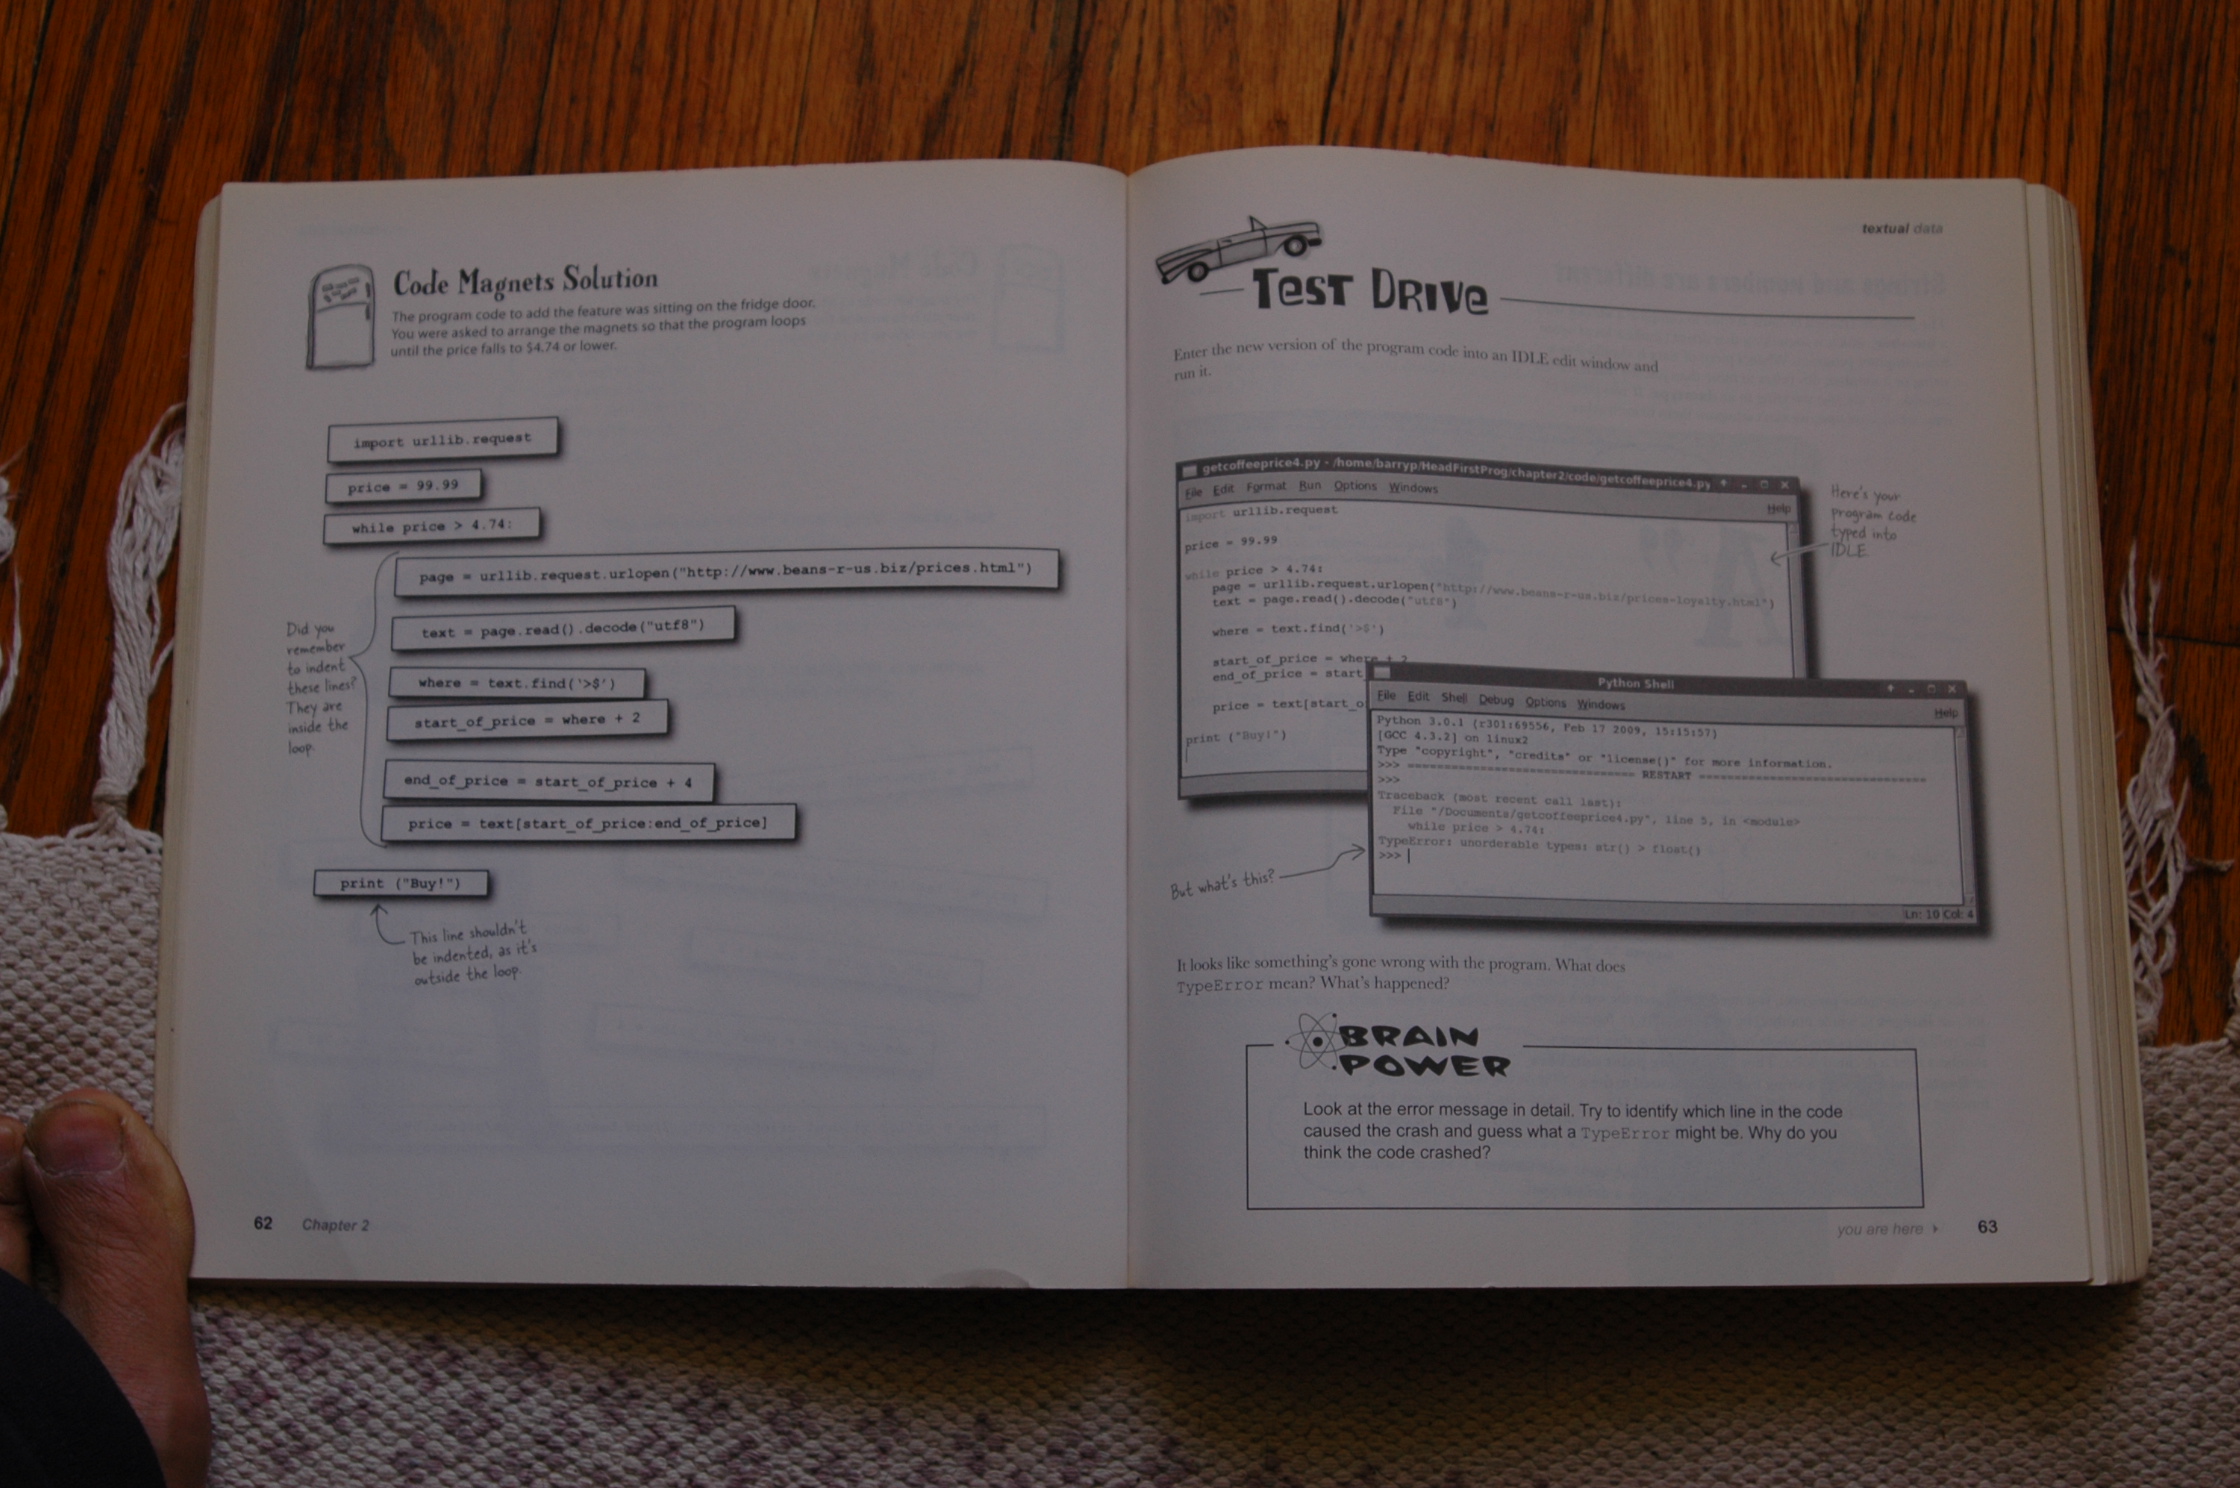 Code Magnets Solution
The program code to add the feature was sitting on the fridge door.
You were asked to arrange the magnets so that the program loops
until the price falls to $4.74 or lower.
import urllib.request
price = 99.99
while price > 4.74:
page = urllib.request.urlopen("http://www.beans-r-us.biz/prices.html")
text = page.read().decode("utf8")
where = text.find('>$')
start_of_price = where + 2
end_of_price = start_of_price + 4
price = text[start_of_price:end_of_price]
Did you
remember
to indent
these lines?
They are
inside the
loop.
print ("Buy!")
This line shouldn't
be indented, as it's
outside the loop.
62 Chapter 2
textual data
Test Drive
Enter the new version of the program code into an IDLE edit window and
run it.
Here's your
program code
typed into
IDLE.
getcoffeeprice4.py - /home/barryp/HeadFirstProg/chapter2/code/getcoffeeprice4.py
File Edit Format Run Options Windows Help
import urllib.request
price = 99.99
while price > 4.74:
page = urllib.request.urlopen("http://www.beans-r-us.biz/prices-loyalty.html")
text = page.read().decode("utf8")
where = text.find('>$')
start_of_price = where + 2
end_of_price = start
price = text[start_o
print ("Buy!")
Python Shell
File Edit Shell Debug Options Windows Help
Python 3.0.1 (r301:69556, Feb 17 2009, 15:15:57)
[GCC 4.3.2] on linux2
Type "copyright", "credits" or "license()" for more information.
>>> ================================ RESTART ================================
>>>
Traceback (most recent call last):
File "/Documents/getcoffeeprice4.py", line 5, in <module>
while price > 4.74:
TypeError: unorderable types: str() > float()
>>>
Ln: 10 Col: 4
But what's this?
It looks like something's gone wrong with the program. What does
TypeError mean? What's happened?
BRAIN
POWER
Look at the error message in detail. Try to identify which line in the code
caused the crash and guess what a TypeError might be. Why do you
think the code crashed?
you are here ▸ 63